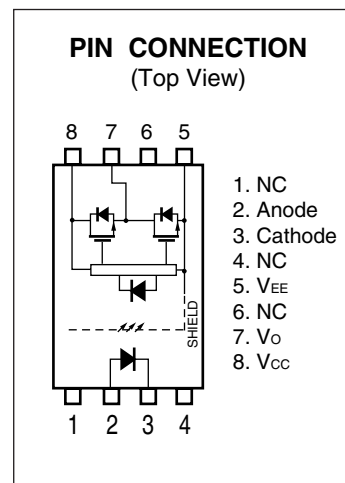 PIN CONNECTION
(Top View)
8 7 6 5
SHIELD
1 2 3 4
1. NC
2. Anode
3. Cathode
4. NC
5. VEE
6. NC
7. VO
8. VCC